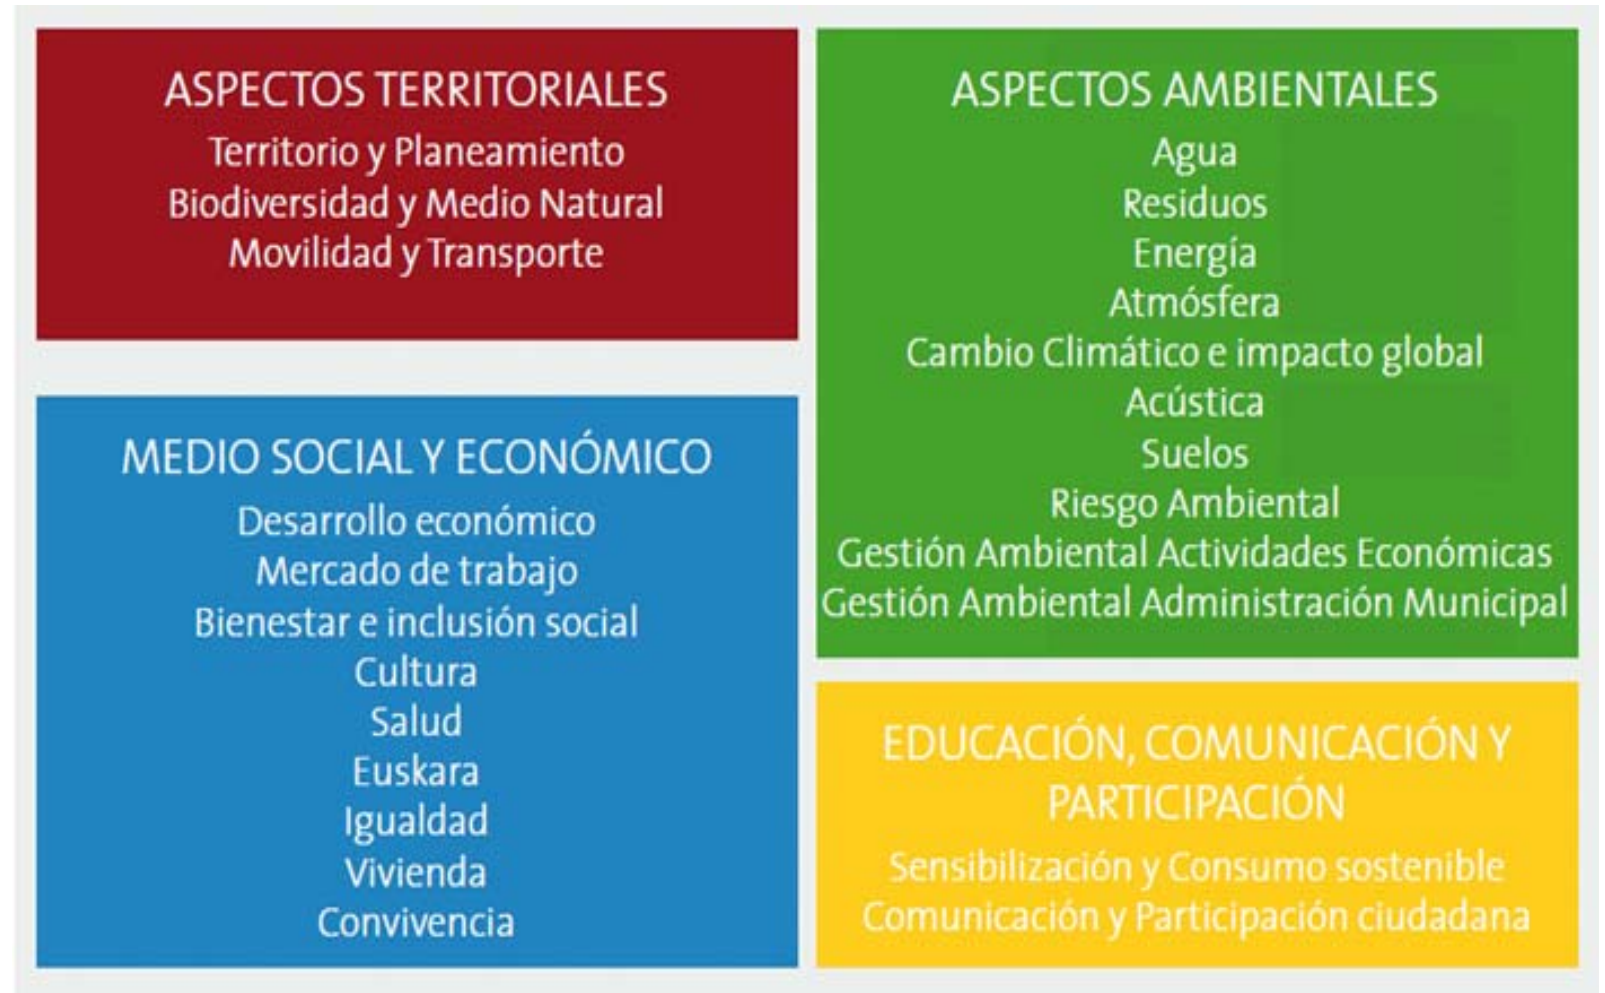 ASPECTOS TERRITORIALES
Territorio y Planeamiento
Biodiversidad y Medio Natural
Movilidad y Transporte
MEDIO SOCIAL Y ECONÓMICO
Desarrollo económico
Mercado de trabajo
Bienestar e inclusión social
Cultura
Salud
Euskara
Igualdad
Vivienda
Convivencia
ASPECTOS AMBIENTALES
Agua
Residuos
Energía
Atmósfera
Cambio Climático e impacto global
Acústica
Suelos
Riesgo Ambiental
Gestión Ambiental Actividades Económicas
Gestión Ambiental Administración Municipal
EDUCACIÓN, COMUNICACIÓN Y
PARTICIPACIÓN
Sensibilización y Consumo sostenible
Comunicación y Participación ciudadana